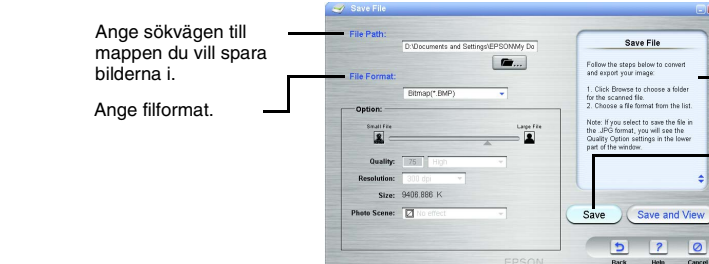 Save File
Ange sökvägen till
mappen du vill spara
bilderna i.
Ange filformat.
File Path:
D:\Documents and Settings\EPSON\My Do
File Format:
Bitmap(*.BMP)
Option:
Small File
Large File
Quality:
75
High
Resolution:
300 dpi
Size:
9406.886 K
Photo Scene:
No effect
EPSON
Save File
Follow the steps below to convert
and export your image:
1. Click Browse to choose a folder
for the scanned file.
2. Choose a file format from the list.
Note: If you select to save the file in
the .JPG format, you will see the
Quality Option settings in the lower
part of the window.
Save
Save and View
Back
Help
Cancel